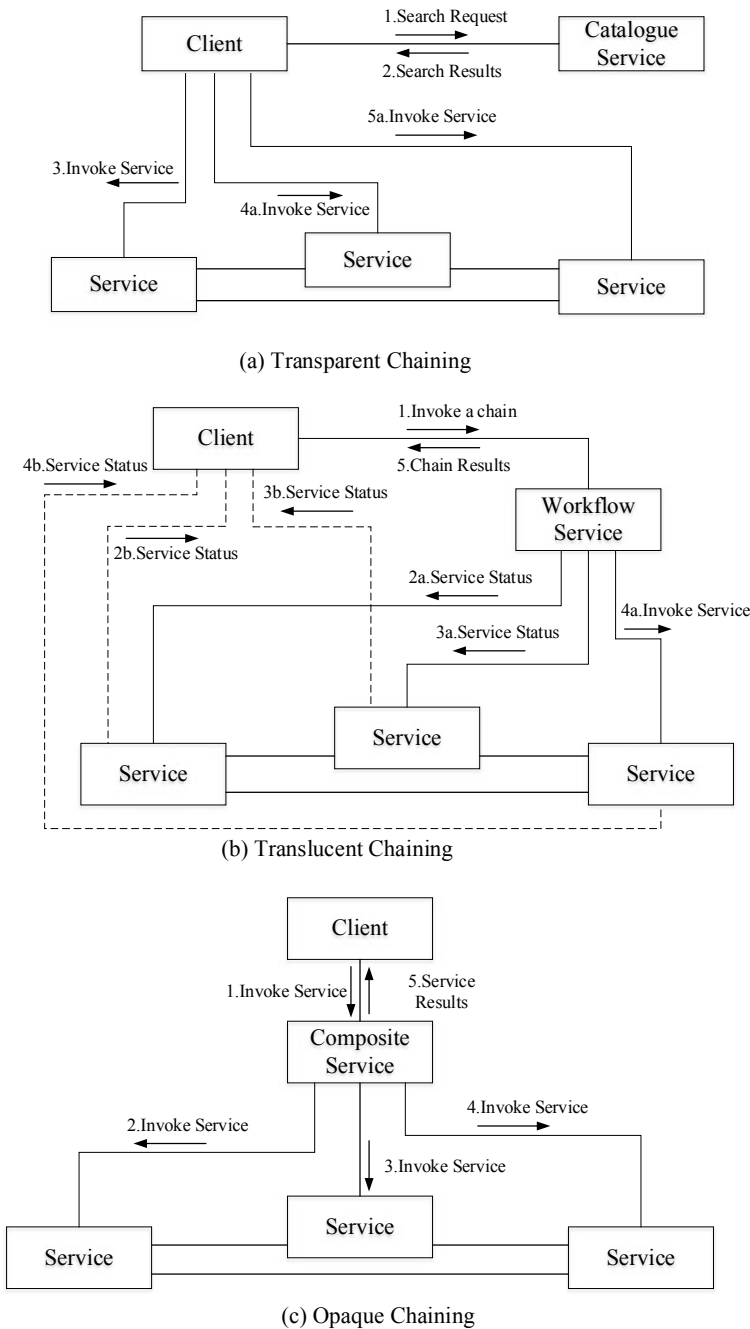 Client
1.Search Request
2.Search Results
Catalogue
Service
5a.Invoke Service
3.Invoke Service
4a.Invoke Service
Service
Service
Service
(a) Transparent Chaining
Client
1.Invoke a chain
5.Chain Results
4b.Service Status
3b.Service Status
2b.Service Status
Workflow
Service
2a.Service Status
4a.Invoke Service
3a.Service Status
Service
Service
Service
(b) Translucent Chaining
Client
1.Invoke Service
5.Service
Results
Composite
Service
2.Invoke Service
4.Invoke Service
3.Invoke Service
Service
Service
Service
(c) Opaque Chaining